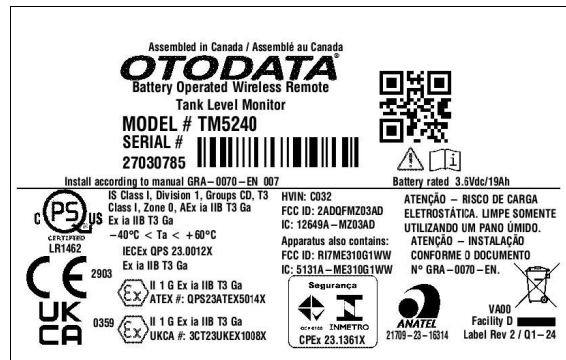 Assembled in Canada / Assemblé au Canada
OTODATA®
Battery Operated Wireless Remote
Tank Level Monitor
MODEL # TM5240
SERIAL #
27030785
Install according to manual GRA-0070-EN 007
Battery rated 3.6Vdc/19Ah
C PS US
CERTIFIED
LR1462
IS Class I, Division 1, Groups CD, T3
Class I, Zone 0, AEx ia IIB T3 Ga
Ex ia IIB T3 Ga
-40°C < Ta < +60°C
IECEx QPS 23.0012X
Ex ia IIB T3 Ga
CE 2903
Ex II 1 G Ex ia IIB T3 Ga
ATEX #: QPS23ATEX5014X
UK
CA 0359
Ex II 1 G Ex ia IIB T3 Ga
UKCA #: 3CT23UKEX1008X
HVIN: C032
FCC ID: 2ADQFMZ03AD
IC: 12649A-MZ03AD
Apparatus also contains:
FCC ID: RI7ME310G1WW
IC: 5131A-ME310G1WW
Segurança
INMETRO
CPEx 23.1361X
ATENÇÃO - RISCO DE CARGA
ELETROSTÁTICA. LIMPE SOMENTE
UTILIZANDO UM PANO ÚMIDO.
ATENÇÃO - INSTALAÇÃO
CONFORME O DOCUMENTO
Nº GRA-0070-EN.
ANATEL
21709-23-16314
VA00
Facility D
Label Rev 2 / Q1-24